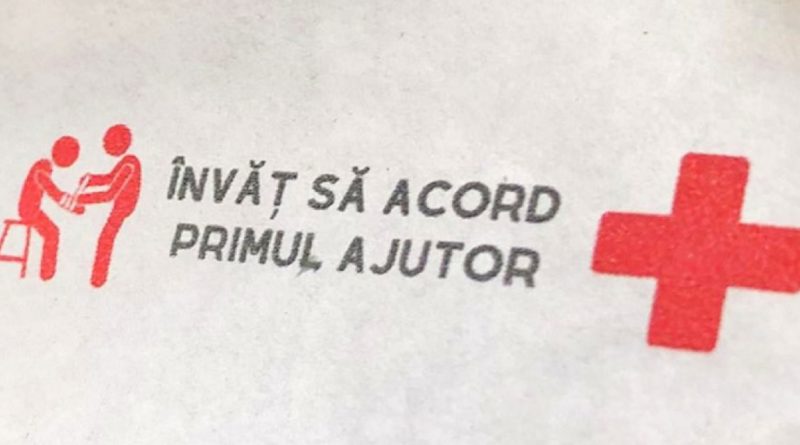 ÎNVĂȚ SĂ ACORD
PRIMUL AJUTOR